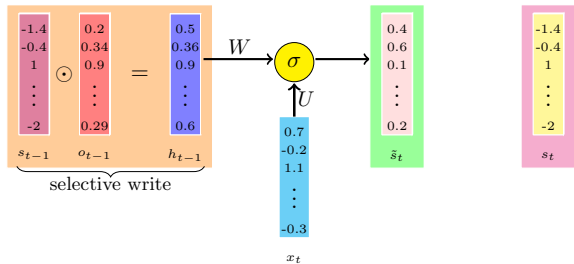 -1.4 0.2 0.5 0.4 -1.4
-0.4 0.34 0.36 W σ 0.6 -0.4
1 ⊙ 0.9 = 0.9 0.1 1
⋮ ⋮ ⋮ ⋮ ⋮
U
-2 0.29 0.6 0.2 -2
s_{t−1} o_{t−1} h_{t−1} s̃_t s_t
selective write
0.7
-0.2
1.1
⋮
-0.3
x_t